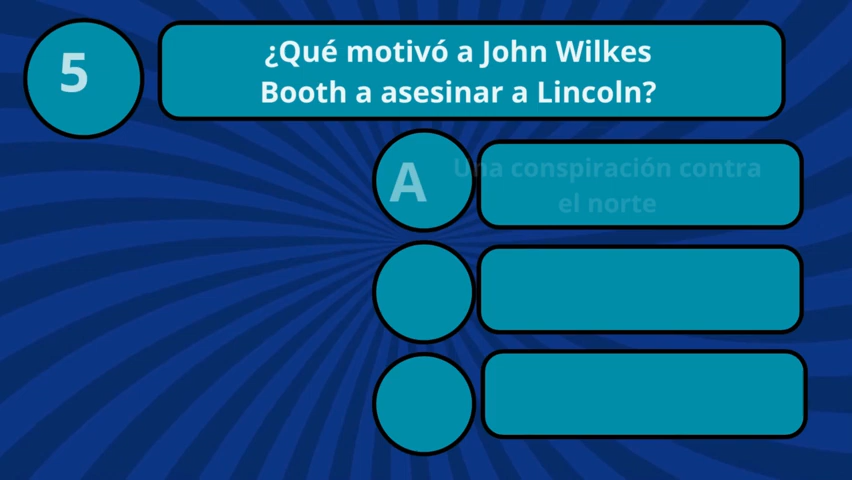 5
¿Qué motivó a John Wilkes
Booth a asesinar a Lincoln?
A
Una conspiración contra
el norte